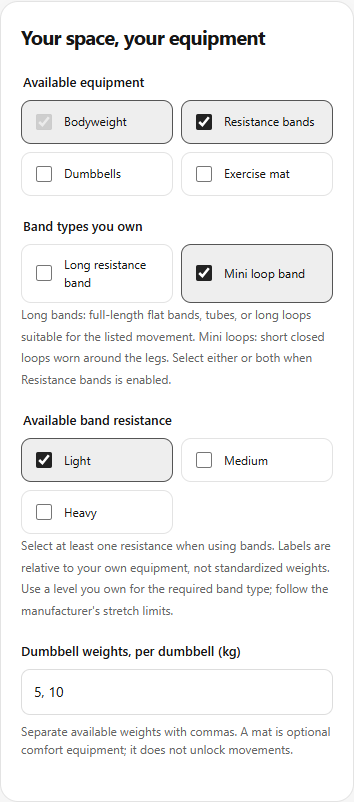 Your space, your equipment
Available equipment
Bodyweight
Resistance bands
Dumbbells
Exercise mat
Band types you own
Long resistance
band
Mini loop band
Long bands: full-length flat bands, tubes, or long loops
suitable for the listed movement. Mini loops: short closed
loops worn around the legs. Select either or both when
Resistance bands is enabled.
Available band resistance
Light
Medium
Heavy
Select at least one resistance when using bands. Labels are
relative to your own equipment, not standardized weights.
Use a level you own for the required band type; follow the
manufacturer's stretch limits.
Dumbbell weights, per dumbbell (kg)
5, 10
Separate available weights with commas. A mat is optional
comfort equipment; it does not unlock movements.